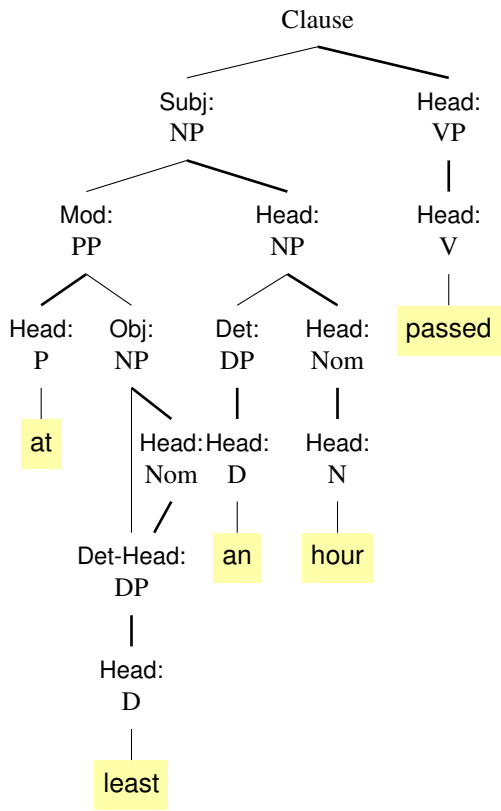 Clause
Subj: Head:
NP VP
Mod: Head: Head:
PP NP V
Head: Obj: Det: Head: passed
P NP DP Nom
at Head: Head: Head:
Nom D N
Det-Head: an hour
DP
Head:
D
least